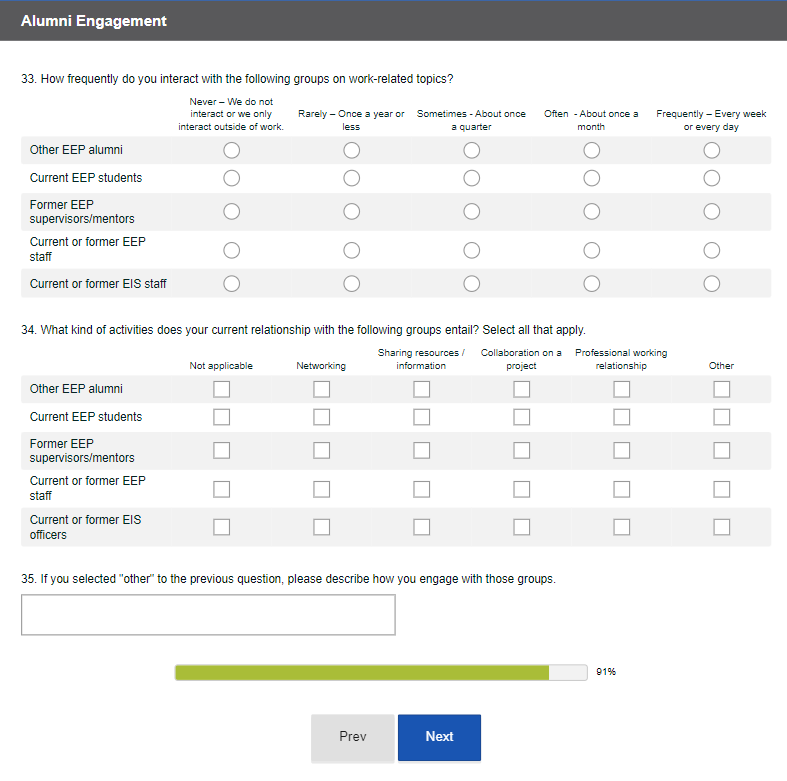 Alumni Engagement
33. How frequently do you interact with the following groups on work-related topics?
Never – We do not
interact or we only
interact outside of work.
Rarely – Once a year or
less
Sometimes - About once
a quarter
Often - About once a
month
Frequently – Every week
or every day
Other EEP alumni
Current EEP students
Former EEP
supervisors/mentors
Current or former EEP
staff
Current or former EIS staff
34. What kind of activities does your current relationship with the following groups entail? Select all that apply.
Not applicable
Networking
Sharing resources /
information
Collaboration on a
project
Professional working
relationship
Other
Other EEP alumni
Current EEP students
Former EEP
supervisors/mentors
Current or former EEP
staff
Current or former EIS
officers
35. If you selected "other" to the previous question, please describe how you engage with those groups.
91%
Prev
Next